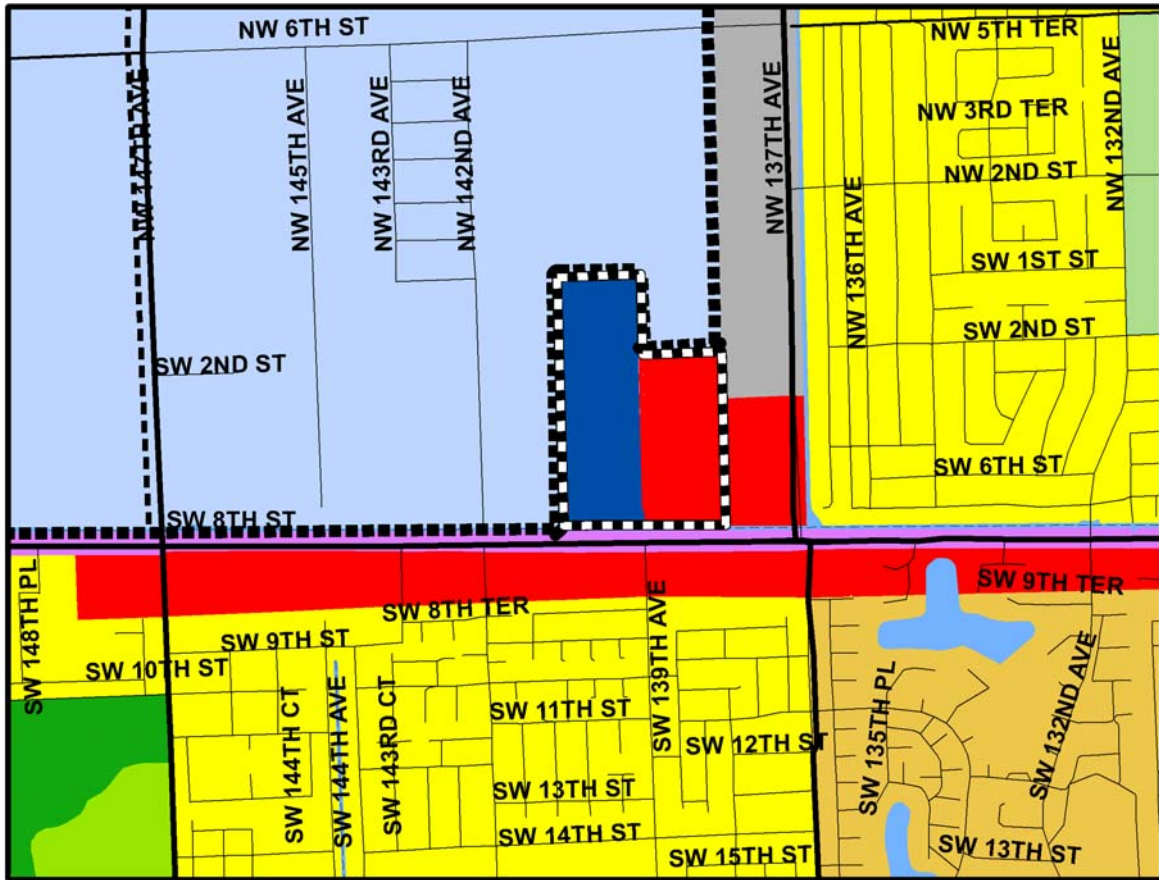 NW 6TH ST
NW 5TH TER
NW 147TH AVE
NW 145TH AVE
NW 143RD AVE
NW 142ND AVE
NW 137TH AVE
NW 3RD TER
NW 132ND AVE
NW 2ND ST
NW 136TH AVE
SW 1ST ST
SW 2ND ST
SW 2ND ST
SW 6TH ST
SW 8TH ST
SW 148TH PL
SW 8TH TER
SW 9TH TER
SW 9TH ST
SW 10TH ST
SW 139TH AVE
SW 144TH CT
SW 144TH AVE
SW 143RD CT
SW 11TH ST
SW 12TH ST
SW 135TH PL
SW 132ND AVE
SW 13TH ST
SW 14TH ST
SW 13TH ST
SW 15TH ST